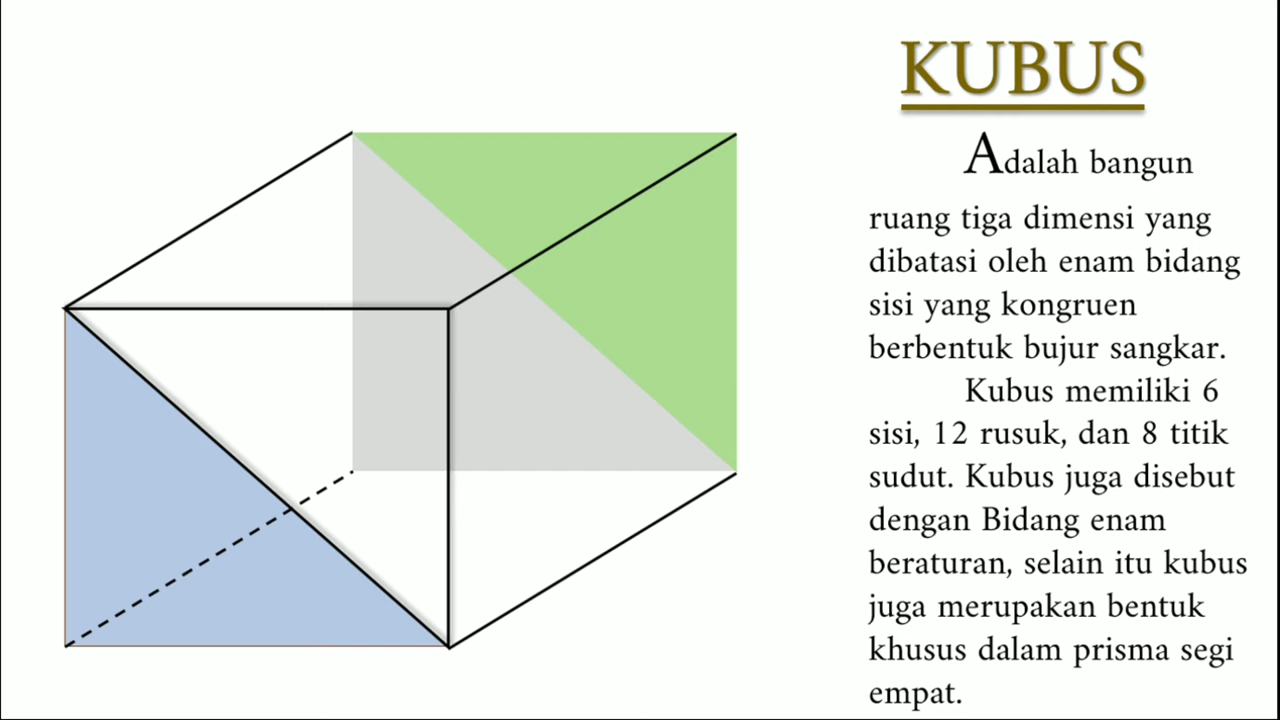 KUBUS
Adalah bangun
ruang tiga dimensi yang
dibatasi oleh enam bidang
sisi yang kongruen
berbentuk bujur sangkar.
Kubus memiliki 6
sisi, 12 rusuk, dan 8 titik
sudut. Kubus juga disebut
dengan Bidang enam
beraturan, selain itu kubus
juga merupakan bentuk
khusus dalam prisma segi
empat.